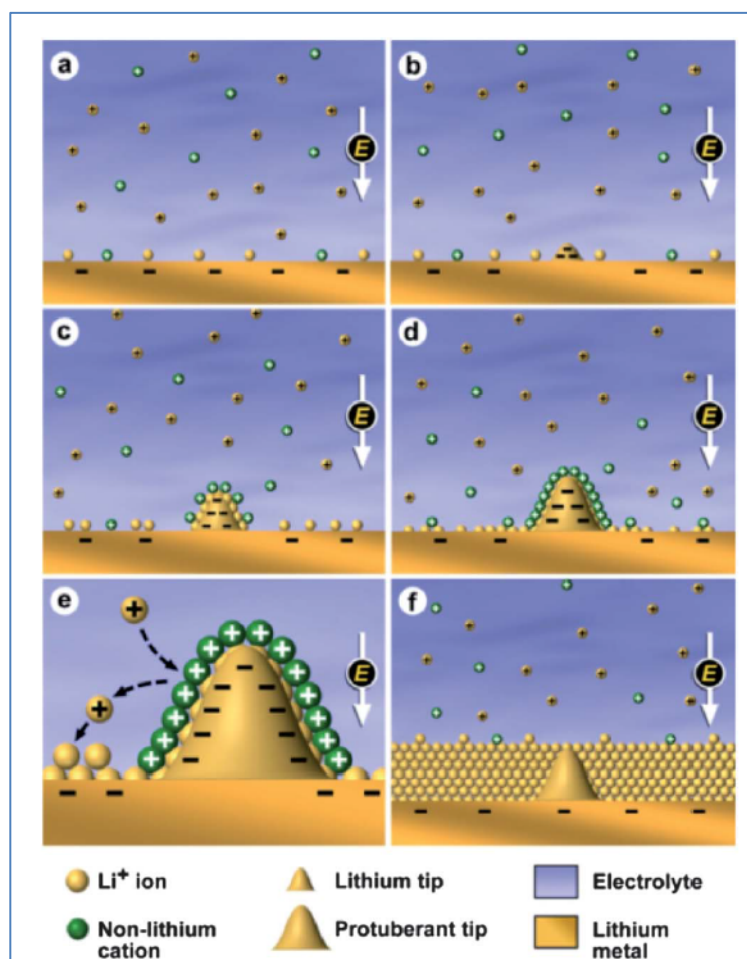 a
b
E
E
c
d
E
E
e
f
E
E
Li+ ion
Lithium tip
Electrolyte
Non-lithium
cation
Protuberant tip
Lithium
metal